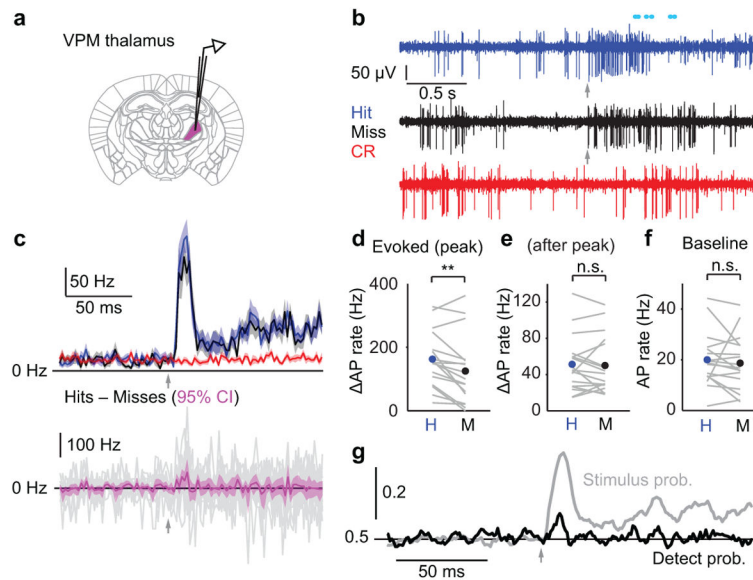 a
VPM thalamus
b
50 µV
0.5 s
Hit
Miss
CR
c
50 Hz
50 ms
0 Hz
Hits – Misses (95% CI)
100 Hz
0 Hz
d
Evoked (peak)
**
400
200
0
ΔAP rate (Hz)
H
M
e
(after peak)
n.s.
120
80
40
0
ΔAP rate (Hz)
H
M
f
Baseline
n.s.
40
20
0
AP rate (Hz)
H
M
g
0.2
Stimulus prob.
0.5
Detect prob.
50 ms